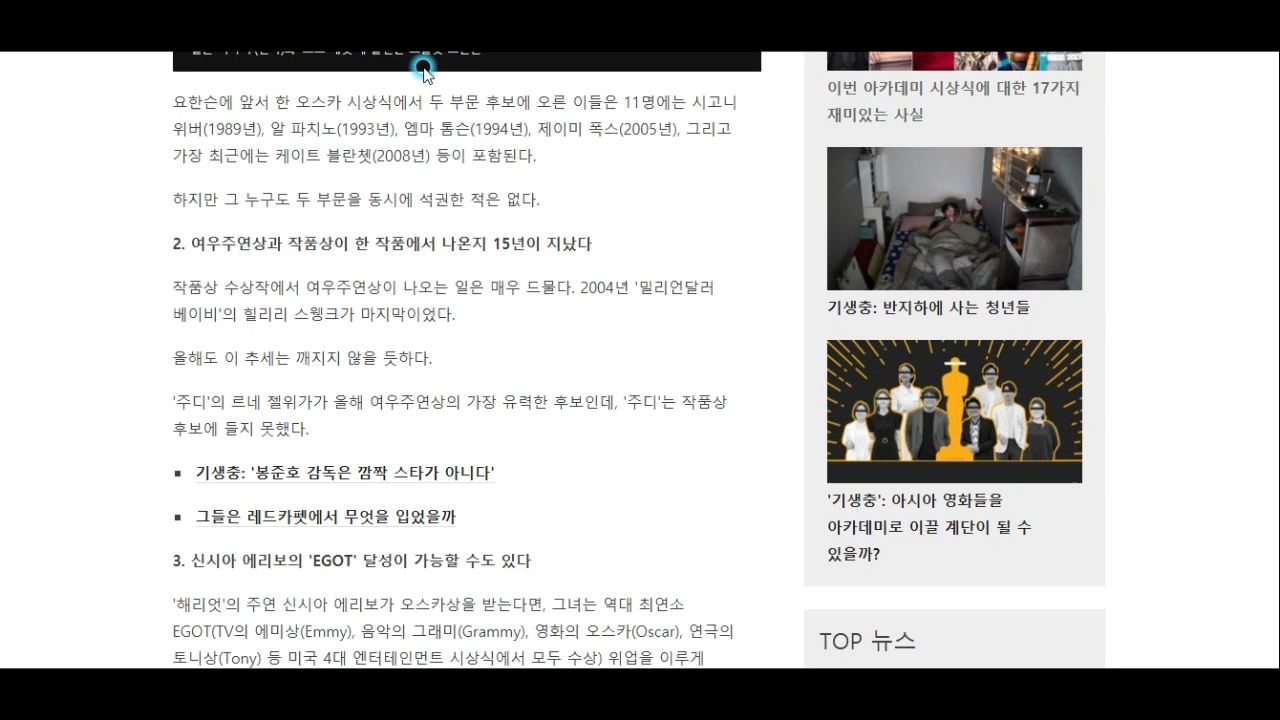 요한슨에 앞서 한 오스카 시상식에서 두 부문 후보에 오른 이들은 11명에는 시고니
위버(1989년), 알 파치노(1993년), 엠마 톰슨(1994년), 제이미 폭스(2005년), 그리고
가장 최근에는 케이트 블란쳇(2008년) 등이 포함된다.
하지만 그 누구도 두 부문을 동시에 석권한 적은 없다.
2. 여우주연상과 작품상이 한 작품에서 나온지 15년이 지났다
작품상 수상작에서 여우주연상이 나오는 일은 매우 드물다. 2004년 '밀리언달러
베이비'의 힐리리 스웽크가 마지막이었다.
올해도 이 추세는 깨지지 않을 듯하다.
'주디'의 르네 젤위가가 올해 여우주연상의 가장 유력한 후보인데, '주디'는 작품상
후보에 들지 못했다.
기생충: '봉준호 감독은 깜짝 스타가 아니다'
그들은 레드카펫에서 무엇을 입었을까
3. 신시아 에리보의 'EGOT' 달성이 가능할 수도 있다
'해리엇'의 주연 신시아 에리보가 오스카상을 받는다면, 그녀는 역대 최연소
EGOT(TV의 에미상(Emmy), 음악의 그래미(Grammy), 영화의 오스카(Oscar), 연극의
토니상(Tony) 등 미국 4대 엔터테인먼트 시상식에서 모두 수상) 위업을 이루게
이번 아카데미 시상식에 대한 17가지
재미있는 사실
기생충: 반지하에 사는 청년들
'기생충': 아시아 영화들을
아카데미로 이끌 계단이 될 수
있을까?
TOP 뉴스